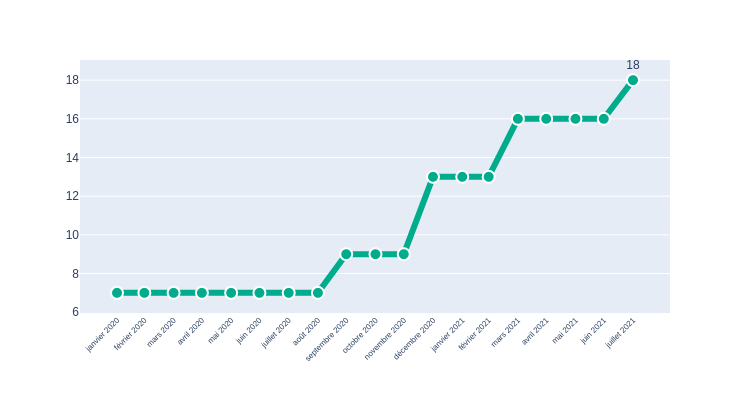 18
18
16
14
12
10
8
6
janvier 2020
février 2020
mars 2020
avril 2020
mai 2020
juin 2020
juillet 2020
août 2020
septembre 2020
octobre 2020
novembre 2020
décembre 2020
janvier 2021
février 2021
mars 2021
avril 2021
mai 2021
juin 2021
juillet 2021